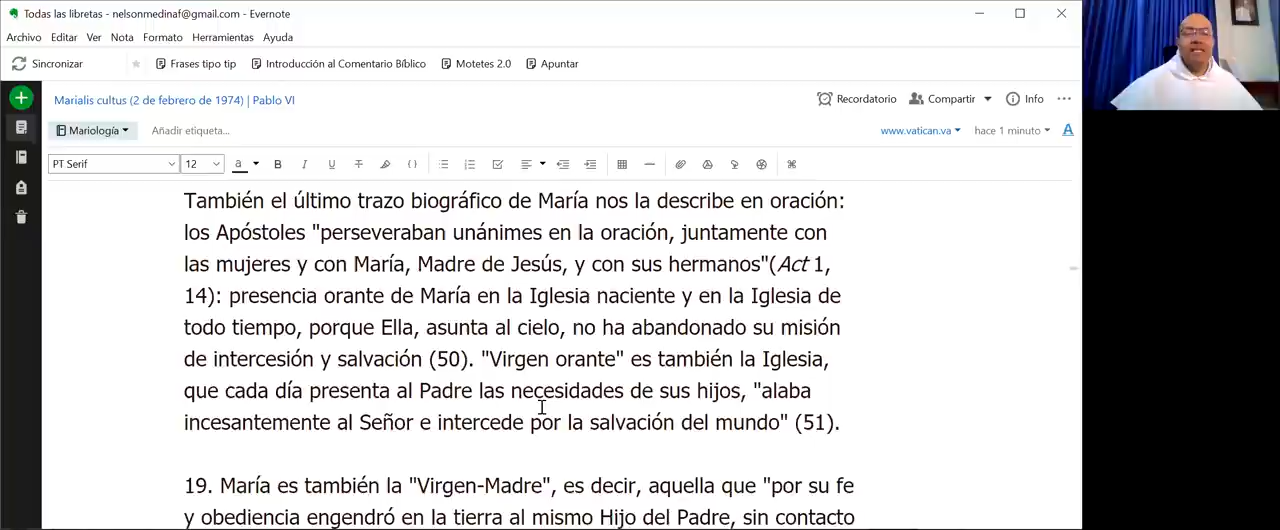 Todas las libretas - nelsonmedinaf@gmail.com - Evernote
Archivo Editar Ver Nota Formato Herramientas Ayuda
Sincronizar Frases tipo tip Introducción al Comentario Bíblico Motetes 2.0 Apuntar
Marialis cultus (2 de febrero de 1974) | Pablo VI Recordatorio Compartir Info
Mariología Añadir etiqueta... www.vatican.va hace 1 minuto A
PT Serif 12 a B I U T
También el último trazo biográfico de María nos la describe en oración:
los Apóstoles "perseveraban unánimes en la oración, juntamente con
las mujeres y con María, Madre de Jesús, y con sus hermanos"(Act 1,
14): presencia orante de María en la Iglesia naciente y en la Iglesia de
todo tiempo, porque Ella, asunta al cielo, no ha abandonado su misión
de intercesión y salvación (50). "Virgen orante" es también la Iglesia,
que cada día presenta al Padre las necesidades de sus hijos, "alaba
incesantemente al Señor e intercede por la salvación del mundo" (51).
19. María es también la "Virgen-Madre", es decir, aquella que "por su fe
y obediencia engendró en la tierra al mismo Hijo del Padre, sin contacto